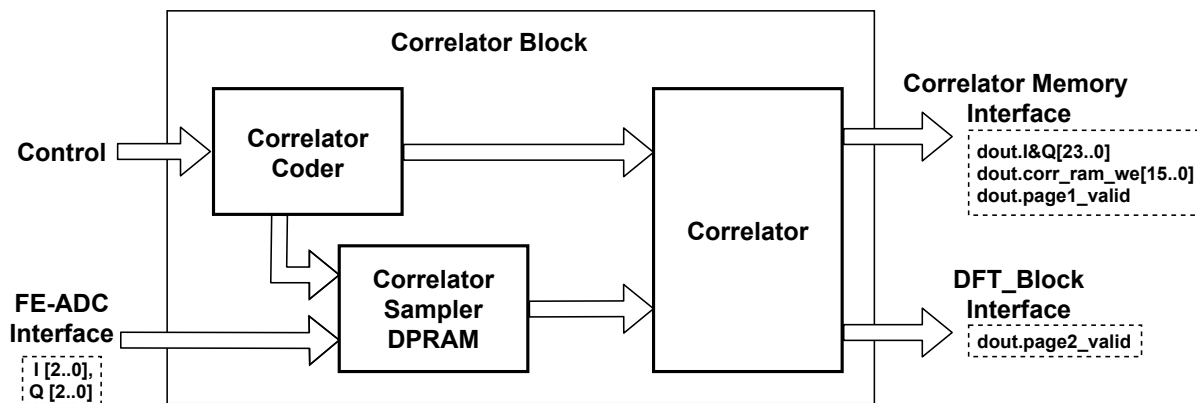 Correlator Block
Control
Correlator
Coder
Correlator
Sampler
DPRAM
FE-ADC
Interface
I [2..0],
Q [2..0]
Correlator
Correlator Memory
Interface
dout.I&Q[23..0]
dout.corr_ram_we[15..0]
dout.page1_valid
DFT_Block
Interface
dout.page2_valid